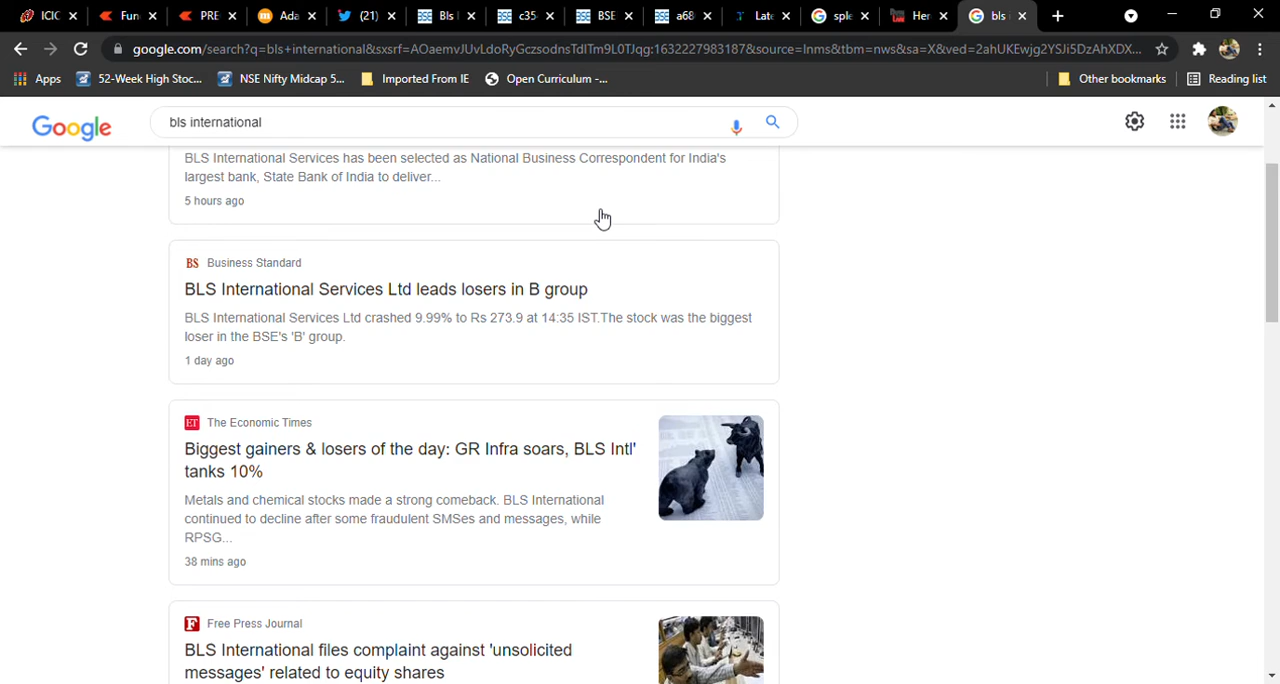 ICIC
Fun
PRE
Ada
(21)
Bls
c35
BSE
a68
Late
sple
Her
bls
google.com/search?q=bls+international&sxsrf=AOaemvJUvLdoRyGczsodnsTdlTm9L0TJqg:1632227983187&source=lnms&tbm=nws&sa=X&ved=2ahUKEwjg2YSJi5DzAhXDX...
Apps
52-Week High Stoc...
NSE Nifty Midcap 5...
Imported From IE
Open Curriculum -...
Other bookmarks
Reading list
Google
bls international
BLS International Services has been selected as National Business Correspondent for India's
largest bank, State Bank of India to deliver...
5 hours ago
BS Business Standard
BLS International Services Ltd leads losers in B group
BLS International Services Ltd crashed 9.99% to Rs 273.9 at 14:35 IST.The stock was the biggest
loser in the BSE's 'B' group.
1 day ago
ET The Economic Times
Biggest gainers & losers of the day: GR Infra soars, BLS Intl'
tanks 10%
Metals and chemical stocks made a strong comeback. BLS International
continued to decline after some fraudulent SMSes and messages, while
RPSG...
38 mins ago
F Free Press Journal
BLS International files complaint against 'unsolicited
messages' related to equity shares